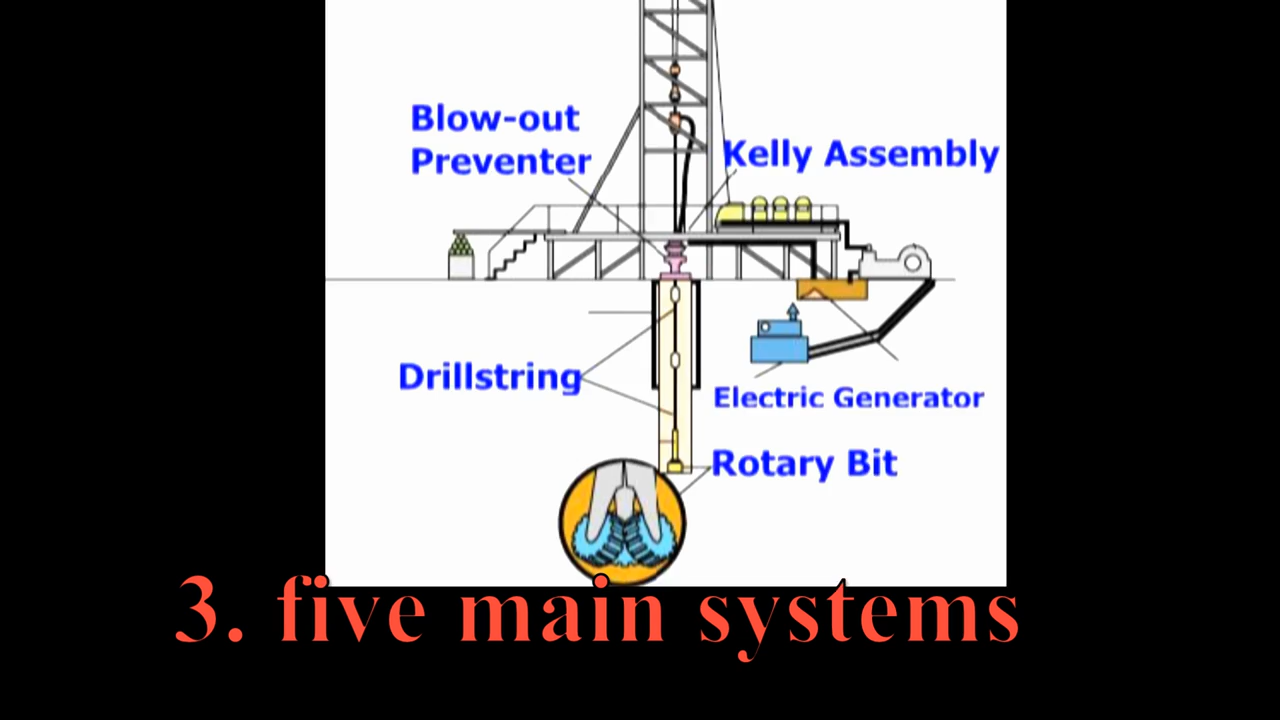 Blow-out
Preventer
Kelly Assembly
Drillstring
Electric Generator
Rotary Bit
3. five main systems